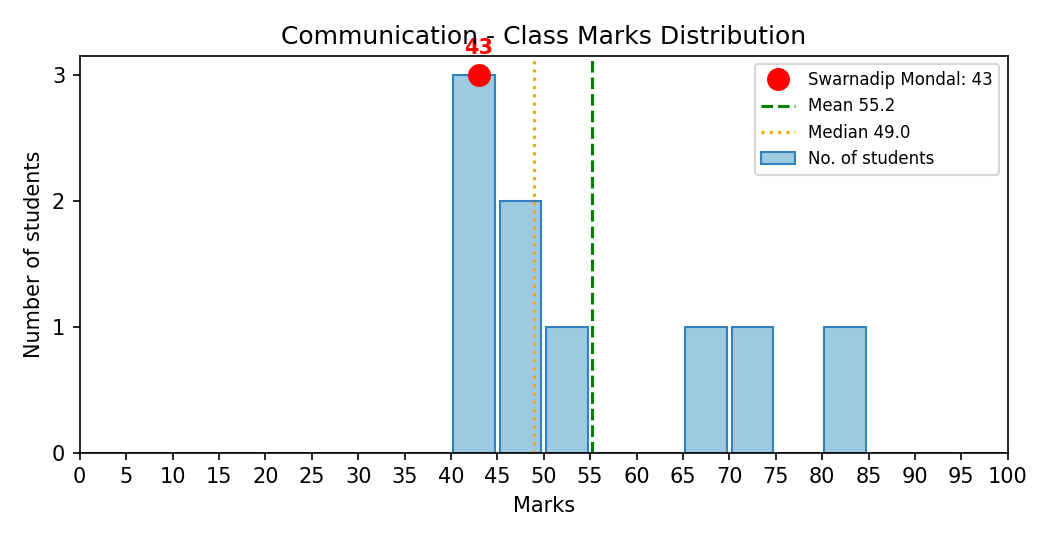 Communication - Class Marks Distribution
43
Swarnadip Mondal: 43
Mean 55.2
Median 49.0
No. of students
Number of students
3
2
1
0
0 5 10 15 20 25 30 35 40 45 50 55 60 65 70 75 80 85 90 95 100
Marks